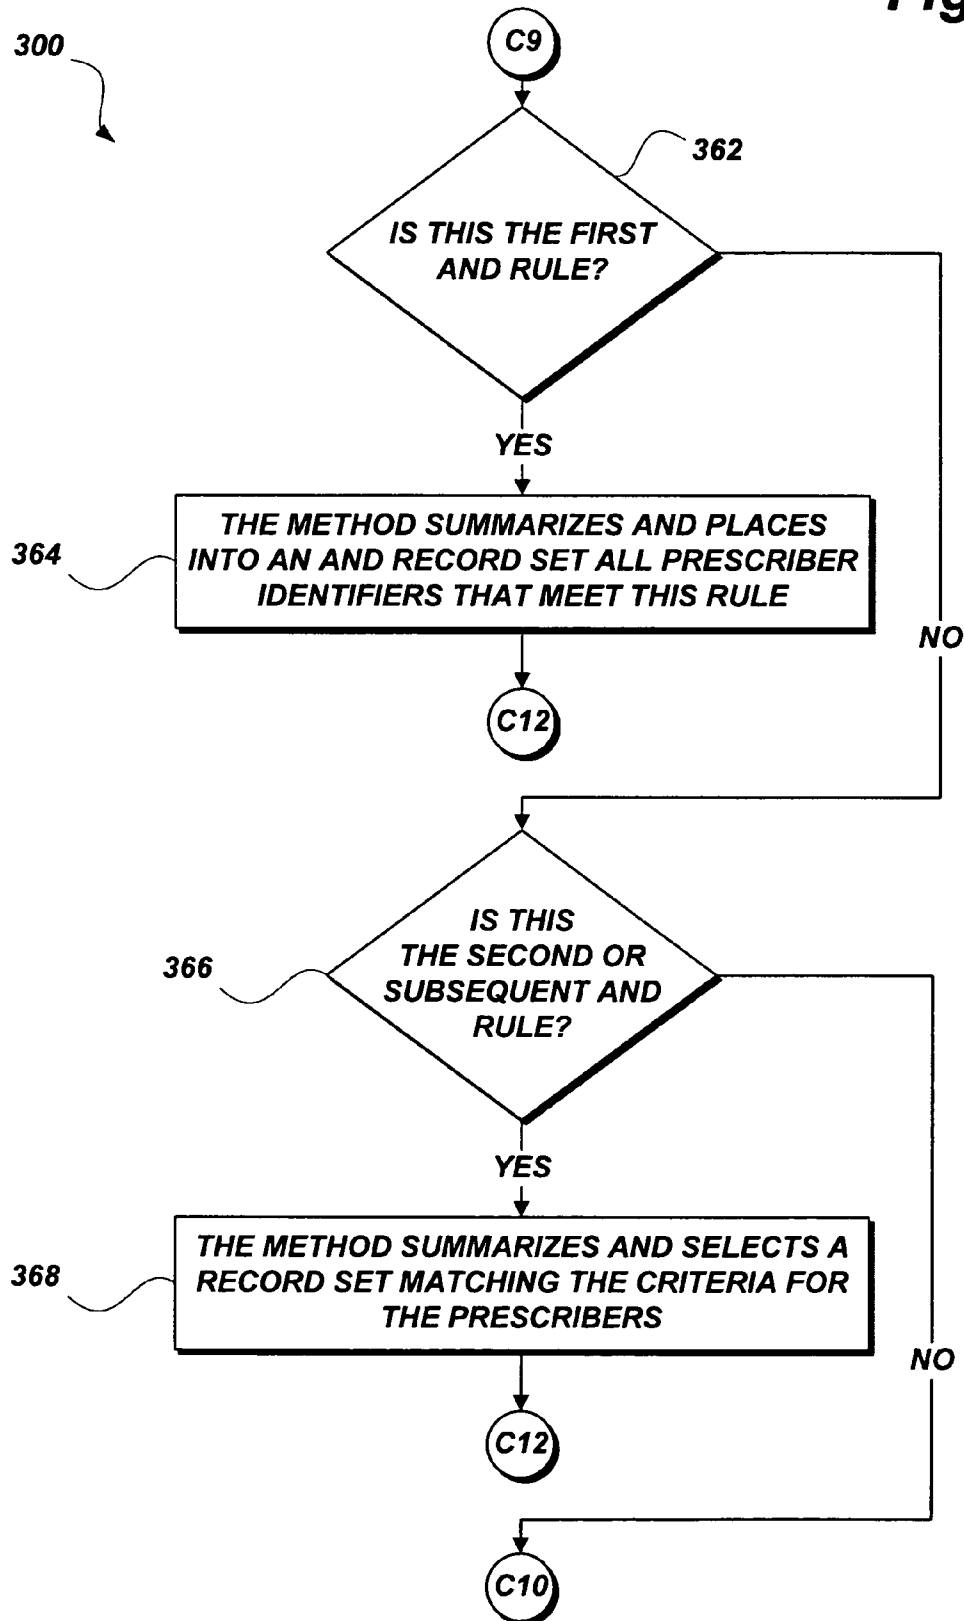 Fig
300
C9
362
IS THIS THE FIRST
AND RULE?
YES
364
THE METHOD SUMMARIZES AND PLACES
INTO AN AND RECORD SET ALL PRESCRIBER
IDENTIFIERS THAT MEET THIS RULE
NO
C12
366
IS THIS
THE SECOND OR
SUBSEQUENT AND
RULE?
YES
368
THE METHOD SUMMARIZES AND SELECTS A
RECORD SET MATCHING THE CRITERIA FOR
THE PRESCRIBERS
NO
C12
C10